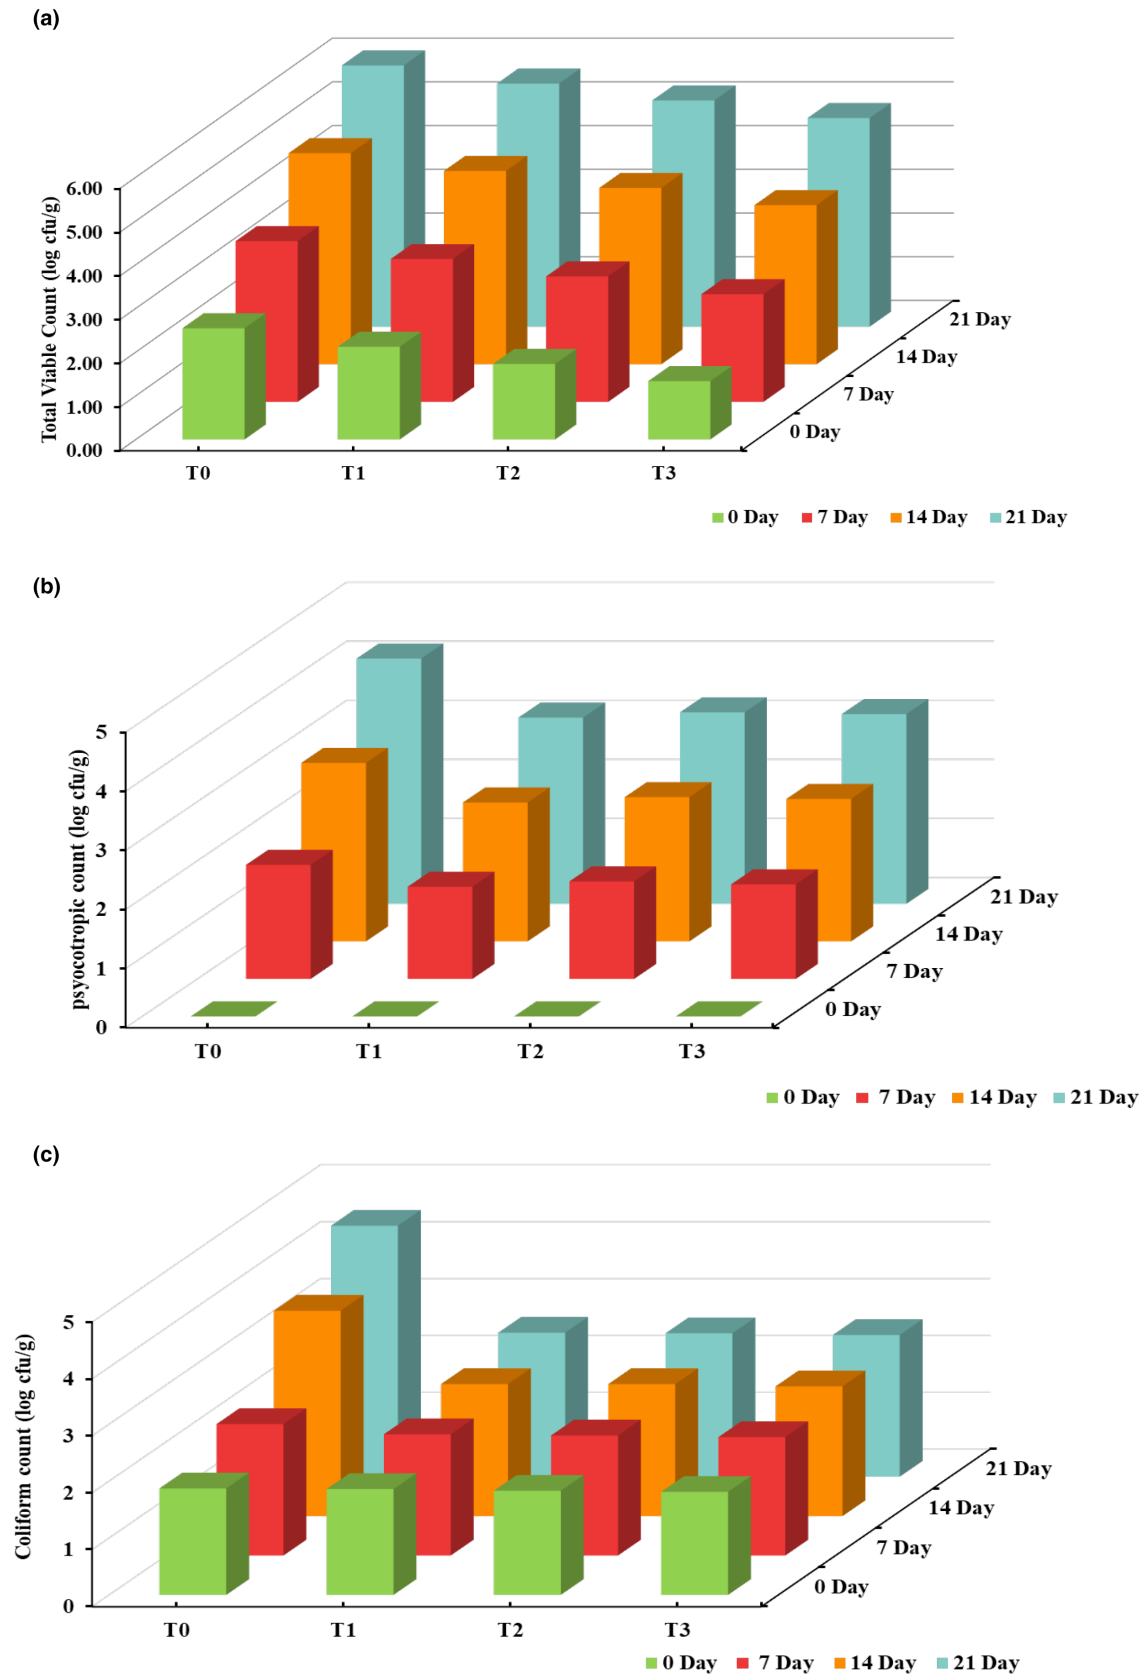 (a)
Total Viable Count (log cfu/g)
6.00
5.00
4.00
3.00
2.00
1.00
0.00
T0 T1 T2 T3
21 Day
14 Day
7 Day
0 Day
0 Day 7 Day 14 Day 21 Day
(b)
psyocotropic count (log cfu/g)
5
4
3
2
1
0
T0 T1 T2 T3
21 Day
14 Day
7 Day
0 Day
0 Day 7 Day 14 Day 21 Day
(c)
Coliform count (log cfu/g)
5
4
3
2
1
0
T0 T1 T2 T3
21 Day
14 Day
7 Day
0 Day
0 Day 7 Day 14 Day 21 Day